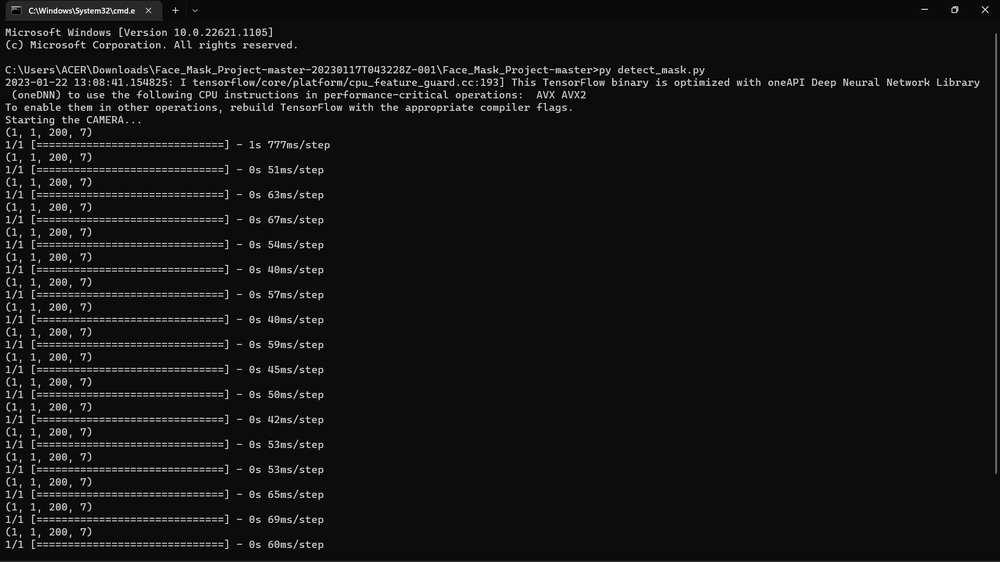 C:\Windows\System32\cmd.e
Microsoft Windows [Version 10.0.22621.1105]
(c) Microsoft Corporation. All rights reserved.
C:\Users\ACER\Downloads\Face_Mask_Project-master-20230117T043228Z-001\Face_Mask_Project-master>py detect_mask.py
2023-01-22 13:08:41.154825: I tensorflow/core/platform/cpu_feature_guard.cc:193] This TensorFlow binary is optimized with oneAPI Deep Neural Network Library
 (oneDNN) to use the following CPU instructions in performance-critical operations:  AVX AVX2
To enable them in other operations, rebuild TensorFlow with the appropriate compiler flags.
Starting the CAMERA...
(1, 1, 200, 7)
1/1 [==============================] - 1s 777ms/step
(1, 1, 200, 7)
1/1 [==============================] - 0s 51ms/step
(1, 1, 200, 7)
1/1 [==============================] - 0s 63ms/step
(1, 1, 200, 7)
1/1 [==============================] - 0s 67ms/step
(1, 1, 200, 7)
1/1 [==============================] - 0s 54ms/step
(1, 1, 200, 7)
1/1 [==============================] - 0s 40ms/step
(1, 1, 200, 7)
1/1 [==============================] - 0s 57ms/step
(1, 1, 200, 7)
1/1 [==============================] - 0s 40ms/step
(1, 1, 200, 7)
1/1 [==============================] - 0s 59ms/step
(1, 1, 200, 7)
1/1 [==============================] - 0s 45ms/step
(1, 1, 200, 7)
1/1 [==============================] - 0s 50ms/step
(1, 1, 200, 7)
1/1 [==============================] - 0s 42ms/step
(1, 1, 200, 7)
1/1 [==============================] - 0s 53ms/step
(1, 1, 200, 7)
1/1 [==============================] - 0s 53ms/step
(1, 1, 200, 7)
1/1 [==============================] - 0s 65ms/step
(1, 1, 200, 7)
1/1 [==============================] - 0s 69ms/step
(1, 1, 200, 7)
1/1 [==============================] - 0s 60ms/step